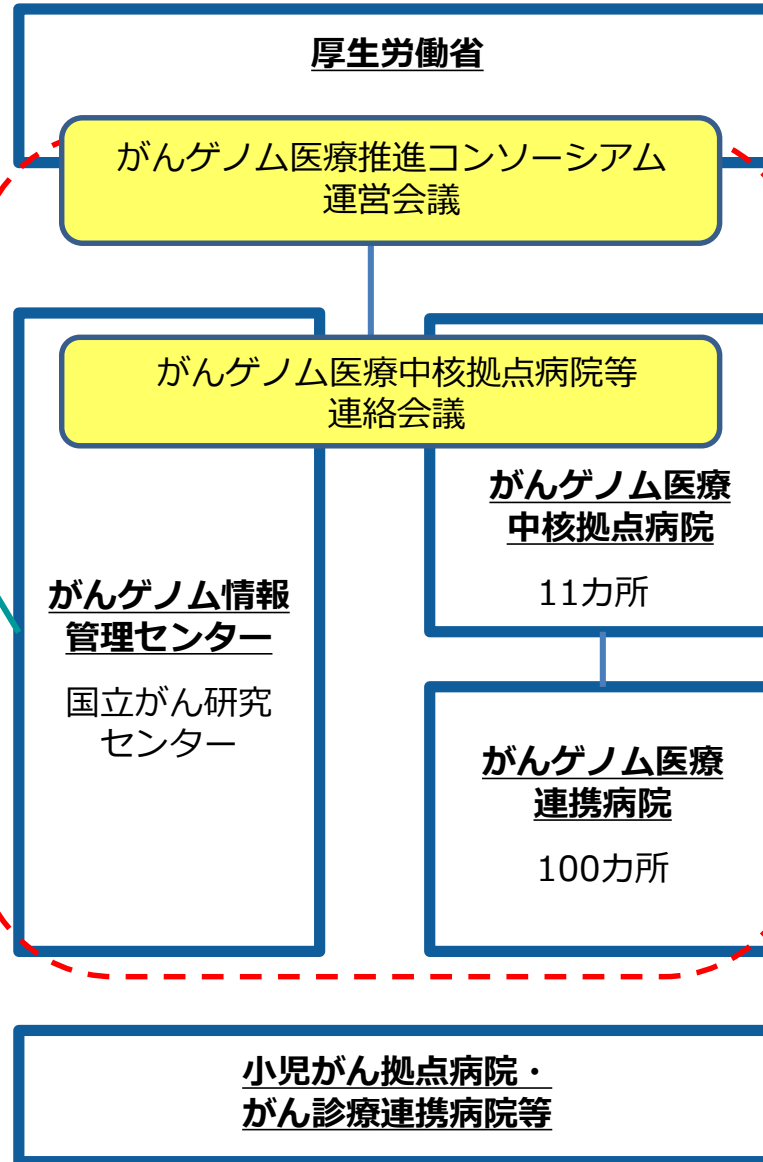 厚生労働省
がんゲノム医療推進コンソーシアム
運営会議
がんゲノム医療中核拠点病院等
連絡会議
がんゲノム情報
管理センター
国立がん研究
センター
がんゲノム医療
中核拠点病院
11カ所
がんゲノム医療
連携病院
100カ所
小児がん拠点病院・
がん診療連携病院等